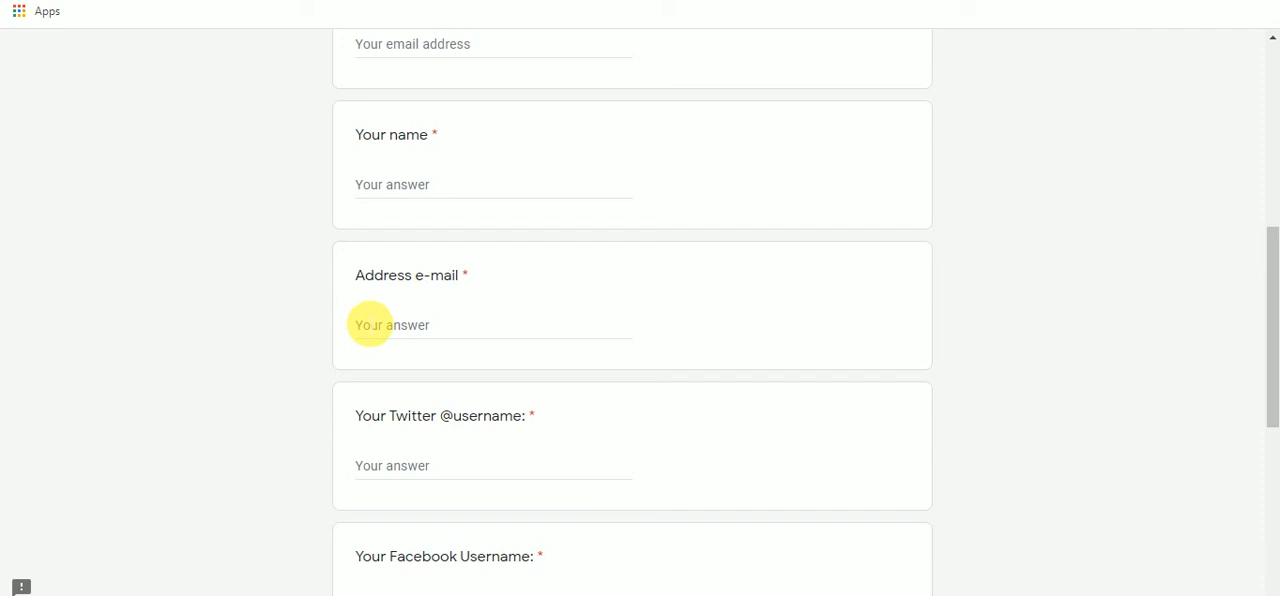 Apps
Your email address
Your name *
Your answer
Address e-mail *
Your answer
Your Twitter @username: *
Your answer
Your Facebook Username: *
!